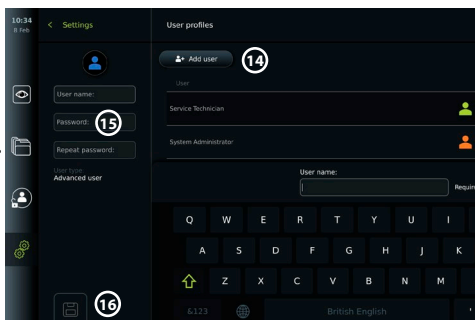 10:34
8 Feb
Settings
User profiles
Add user
14
User
User name:
Service Technician
Password:
15
System Administrator
Repeat password:
User type
Advanced user
User name:
Requir
Q W E R T Y U I
A S D F G H J K
Z X C V B N M
16
&123
British English